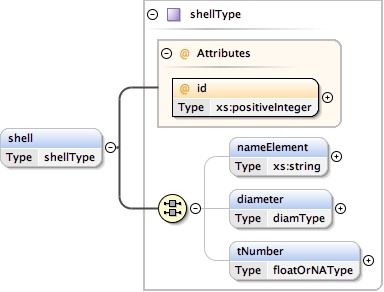 shellType
@ Attributes
@ id
Type xs:positiveInteger
shell
Type shellType
nameElement
Type xs:string
diameter
Type diamType
tNumber
Type floatOrNAType